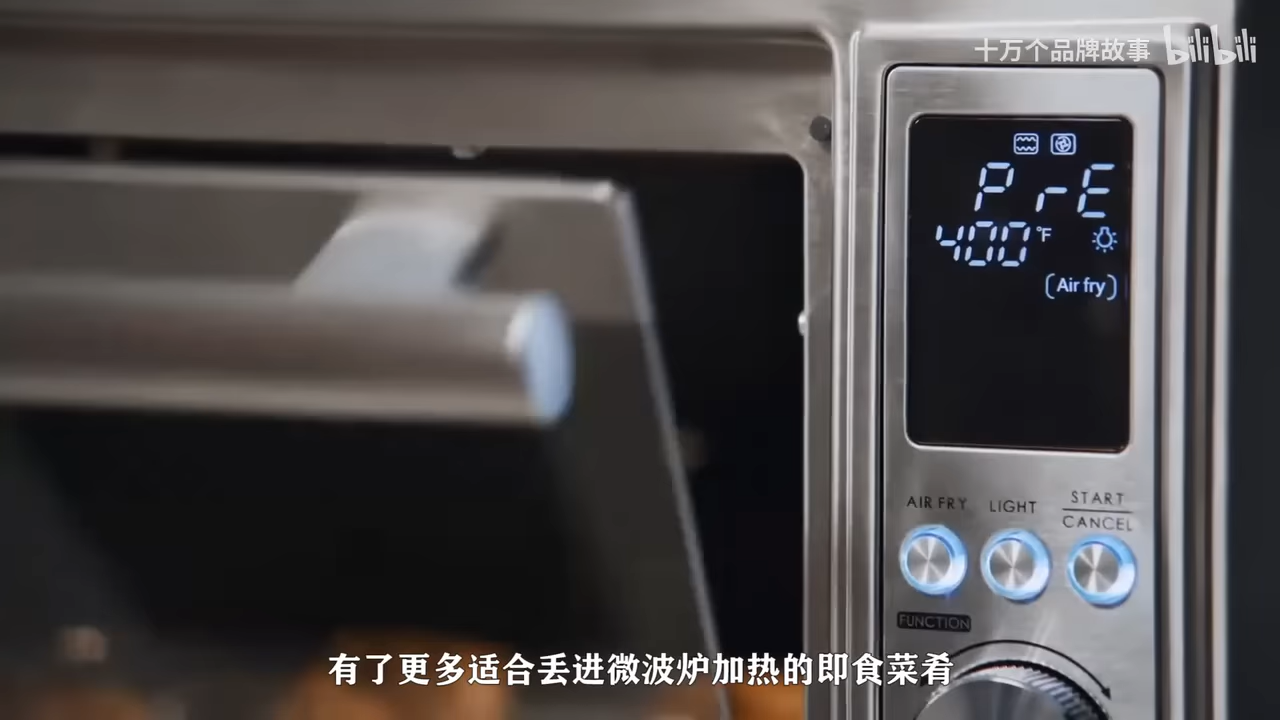 十万个品牌故事 bilibili
PrE
400°F
Air fry
AIR FRY LIGHT START
CANCEL
FUNCTION
有了更多适合丢进微波炉加热的即食菜肴